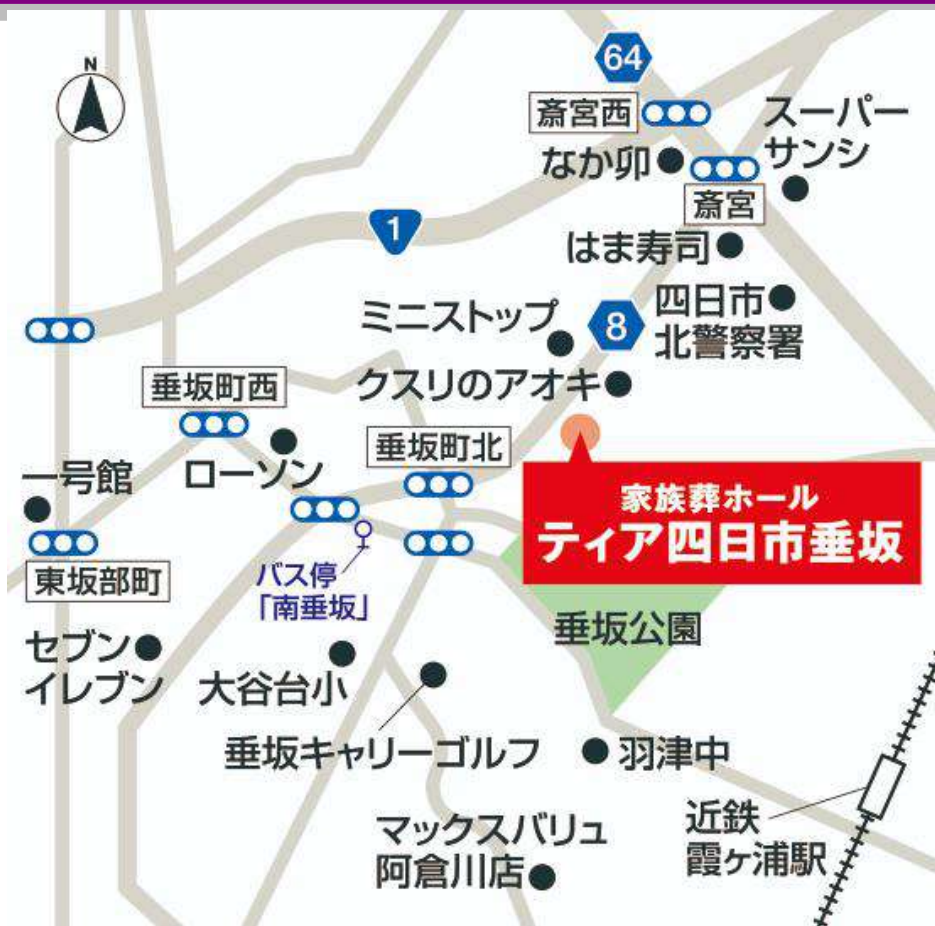 N
64
斎宮西
スーパー
サンシ
なか卯
斎宮
1
はま寿司
ミニストップ
8
四日市
北警察署
クスリのアオキ
垂坂町西
垂坂町北
一号館
ローソン
家族葬ホール
ティア四日市垂坂
東坂部町
バス停
「南垂坂」
垂坂公園
セブン
イレブン
大谷台小
垂坂キャリーゴルフ
羽津中
マックスバリュ
阿倉川店
近鉄
霞ヶ浦駅